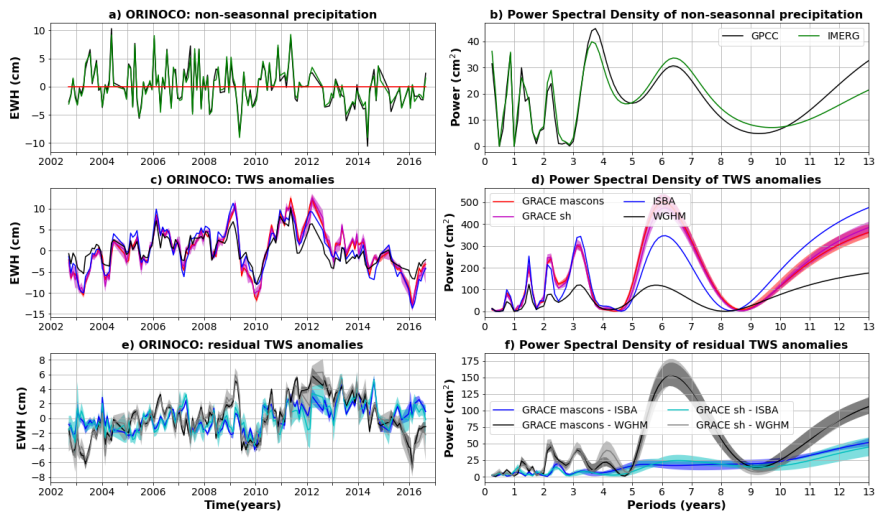 a) ORINOCO: non-seasonnal precipitation
b) Power Spectral Density of non-seasonnal precipitation
EWH (cm)
10
5
0
−5
−10
2002 2004 2006 2008 2010 2012 2014 2016
Power (cm²)
40
30
20
10
0
GPCC IMERG
0 1 2 3 4 5 6 7 8 9 10 11 12 13
c) ORINOCO: TWS anomalies
d) Power Spectral Density of TWS anomalies
EWH (cm)
10
5
0
−5
−10
−15
2002 2004 2006 2008 2010 2012 2014 2016
Power (cm²)
500
400
300
200
100
0
GRACE mascons ISBA
GRACE sh WGHM
0 1 2 3 4 5 6 7 8 9 10 11 12 13
e) ORINOCO: residual TWS anomalies
f) Power Spectral Density of residual TWS anomalies
EWH (cm)
8
6
4
2
0
−2
−4
−6
−8
2002 2004 2006 2008 2010 2012 2014 2016
Time(years)
Power (cm²)
175
150
125
100
75
50
25
0
GRACE mascons - ISBA GRACE sh - ISBA
GRACE mascons - WGHM GRACE sh - WGHM
0 1 2 3 4 5 6 7 8 9 10 11 12 13
Periods (years)